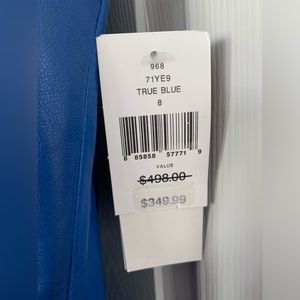 968
71YE9
TRUE BLUE
8
8 85858 57771 9
VALUE
$498.00
$349.99